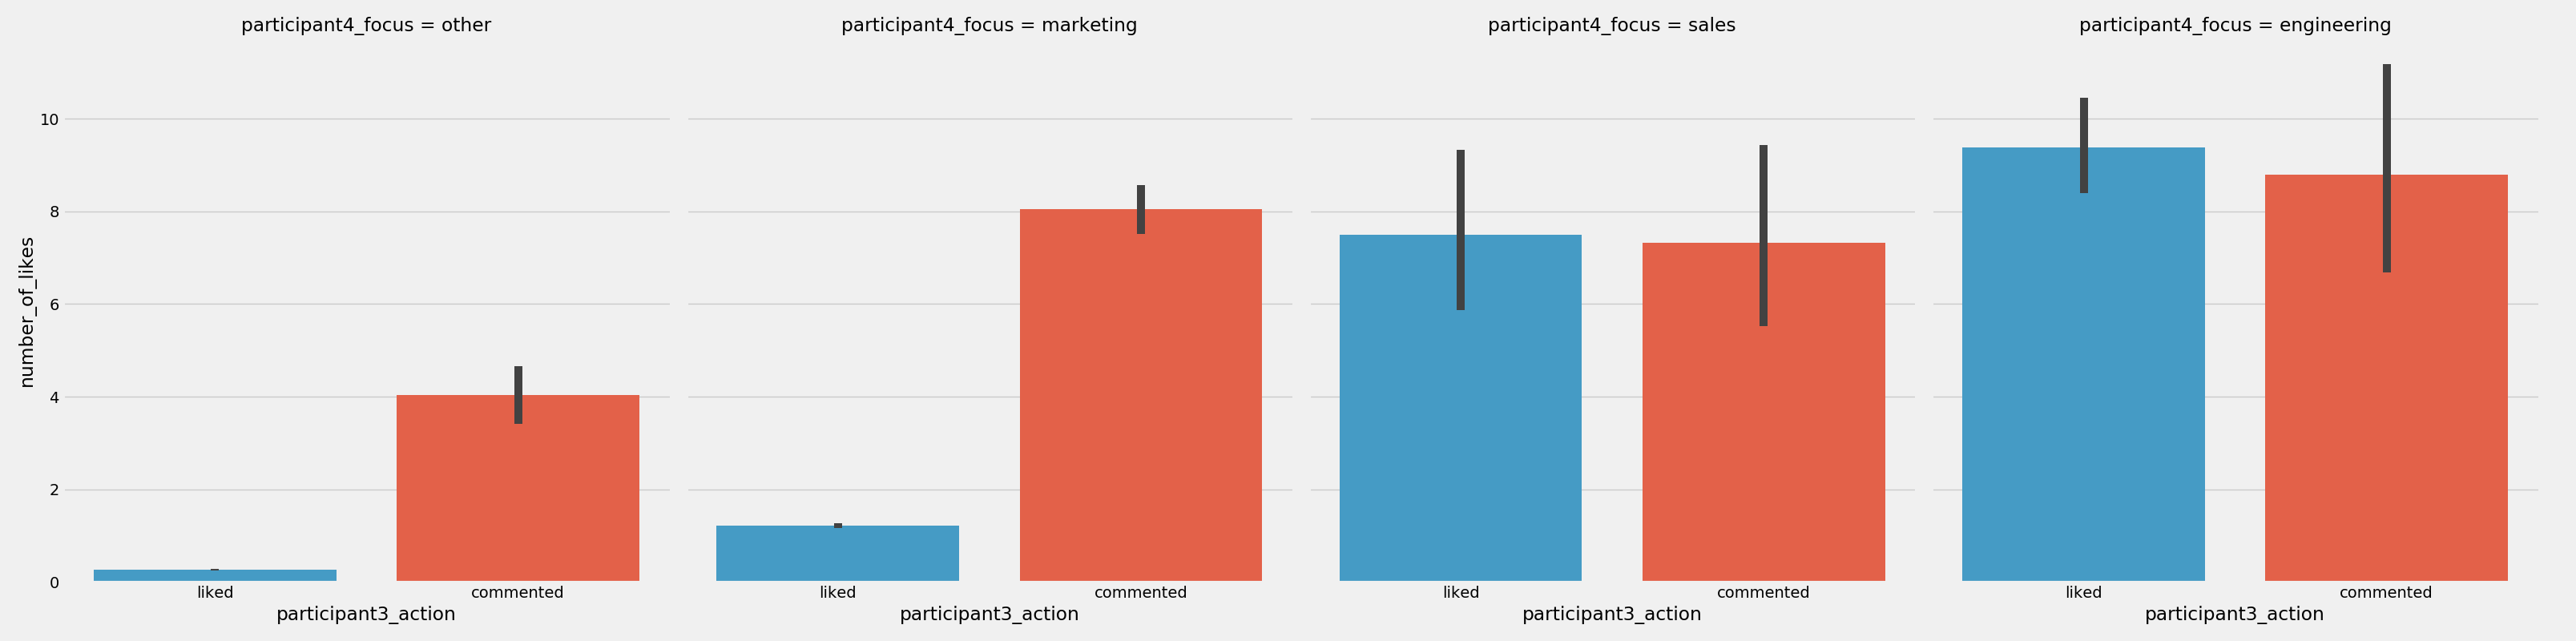 participant4_focus = other
participant4_focus = marketing
participant4_focus = sales
participant4_focus = engineering
number_of_likes
10
8
6
4
2
0
liked
commented
participant3_action
liked
commented
participant3_action
liked
commented
participant3_action
liked
commented
participant3_action